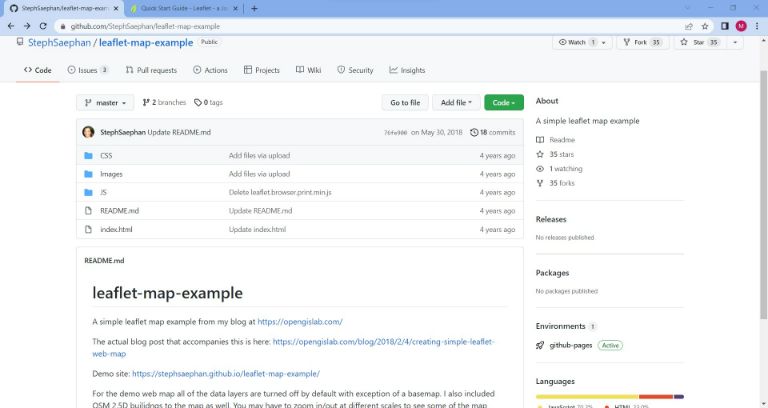 StephSaephan/leaflet-map-exam
Quick Start Guide - Leaflet - a Ja
github.com/StephSaephan/leaflet-map-example
M
StephSaephan / leaflet-map-example Public
Watch 1
Fork 35
Star 35
Code
Issues 3
Pull requests
Actions
Projects
Wiki
Security
Insights
master
2 branches
0 tags
Go to file
Add file
Code
StephSaephan Update README.md
on May 30, 2018
18 commits
CSS Add files via upload 4 years ago
Images Add files via upload 4 years ago
JS Delete leaflet.browser.print.min.js 4 years ago
README.md Update README.md 4 years ago
index.html Update index.html 4 years ago
README.md
leaflet-map-example
A simple leaflet map example from my blog at https://opengislab.com/
The actual blog post that accompanies this is here: https://opengislab.com/blog/2018/2/4/creating-simple-leaflet-
web-map
Demo site: https://stephsaephan.github.io/leaflet-map-example/
For the demo web map all of the data layers are turned off by default with exception of a basemap. I also included
OSM 2.5D buildings to the map as well. You may have to zoom in/out at different scales to see some of the map
About
A simple leaflet map example
Readme
35 stars
1 watching
35 forks
Releases
No releases published
Packages
No packages published
Environments 1
github-pages Active
Languages
JavaScript
HTML